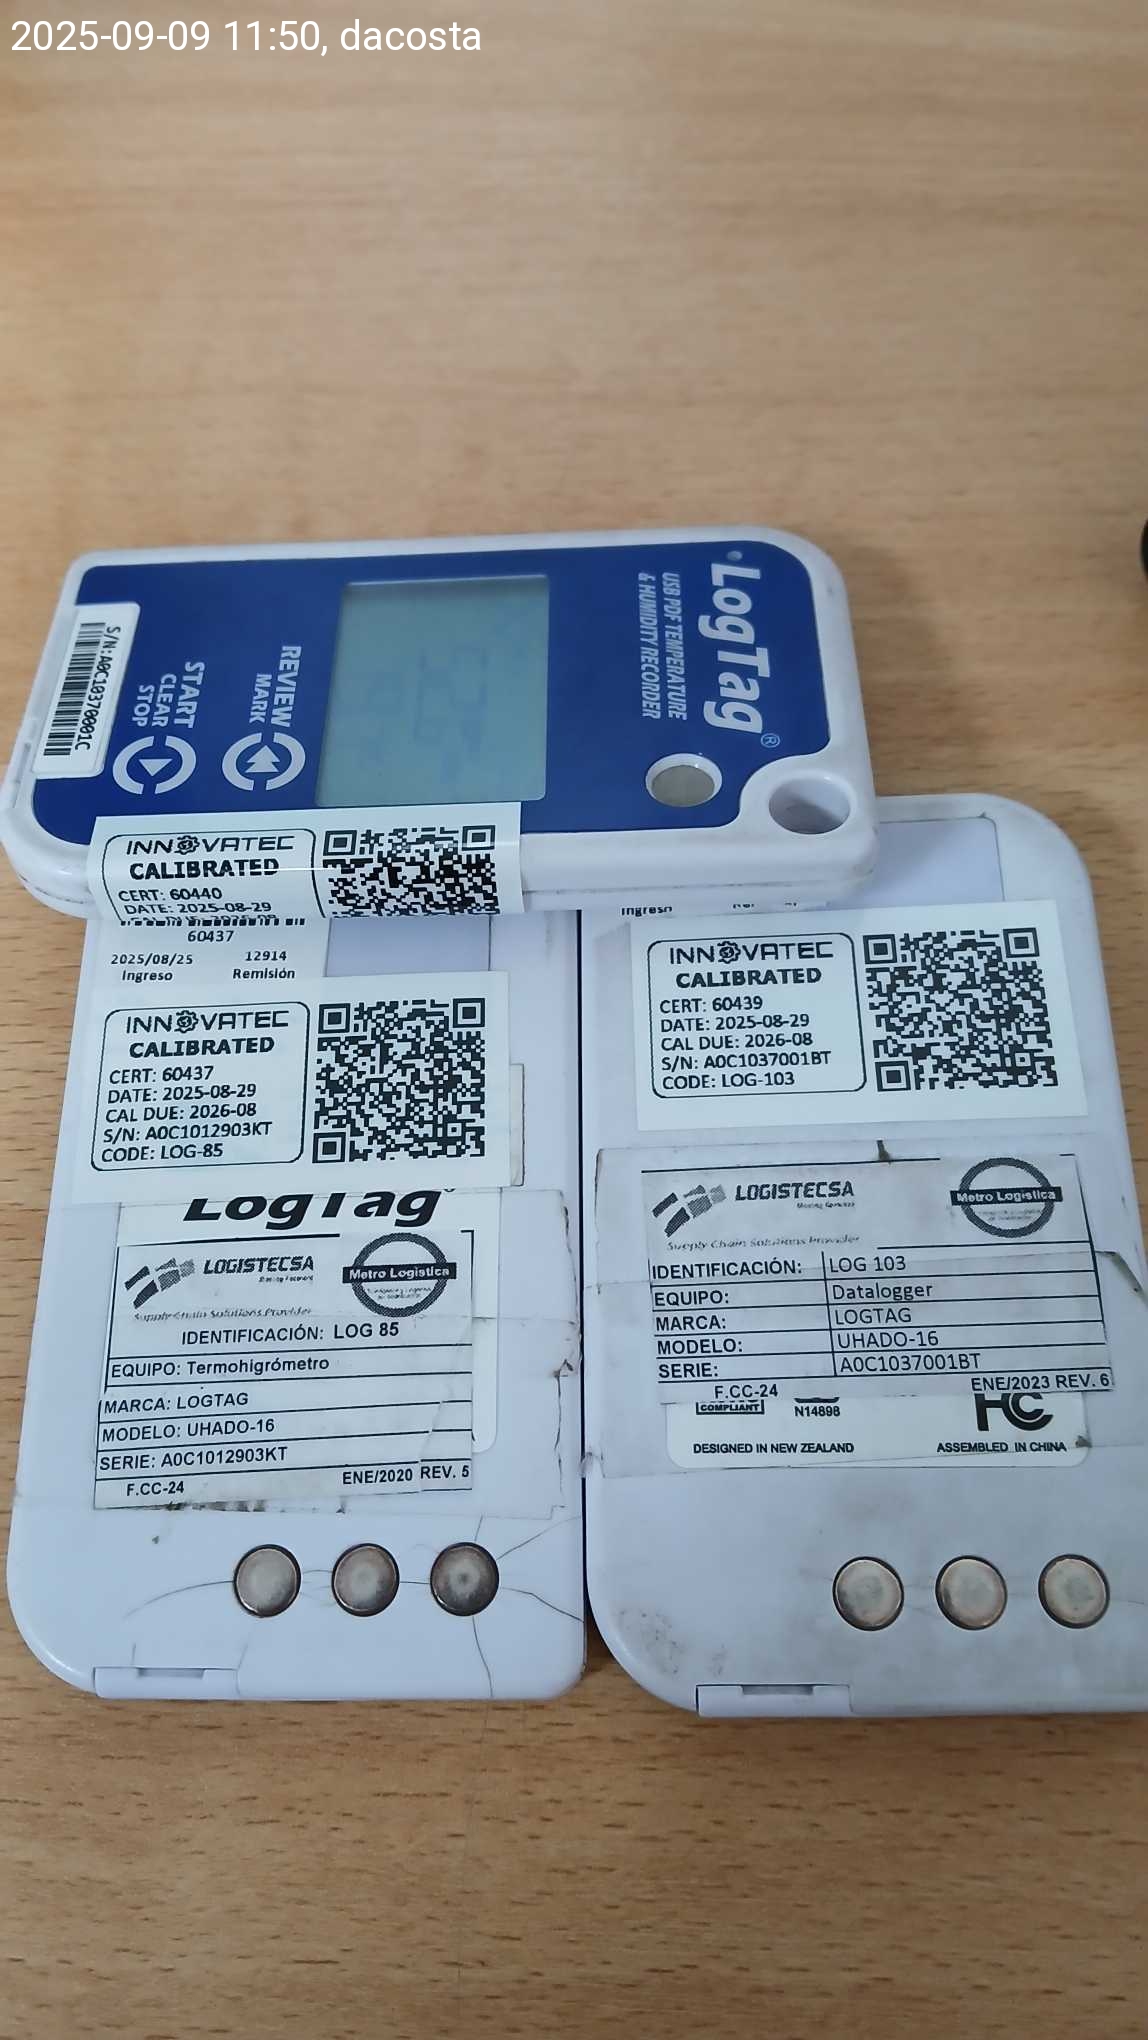 2025-09-09 11:50, dacosta
LogTag®
USB PDF TEMPERATURE
& HUMIDITY RECORDER
REVIEW
MARK
START
CLEAR
STOP
S/N:A0C10370001C
INNOVATEC
CALIBRATED
CERT: 60440
DATE: 2025-08-29
60437
2025/08/25 12914
Ingreso Remisión
INNOVATEC
CALIBRATED
CERT: 60437
DATE: 2025-08-29
CAL DUE: 2026-08
S/N: A0C1012903KT
CODE: LOG-85
LogTag®
LOGISTECSA
Metro Logistica
Supply Chain Solutions Provider
IDENTIFICACIÓN: LOG 85
EQUIPO: Termohigrómetro
MARCA: LOGTAG
MODELO: UHADO-16
SERIE: A0C1012903KT
F.CC-24 ENE/2020 REV. 5
Ingreso
INNOVATEC
CALIBRATED
CERT: 60439
DATE: 2025-08-29
CAL DUE: 2026-08
S/N: A0C1037001BT
CODE: LOG-103
LOGISTECSA
Metro Logistica
Supply Chain Solutions Provider
IDENTIFICACIÓN: LOG 103
EQUIPO: Datalogger
MARCA: LOGTAG
MODELO: UHADO-16
SERIE: A0C1037001BT
F.CC-24 ENE/2023 REV. 6
COMPLIANT N14898 FC
DESIGNED IN NEW ZEALAND ASSEMBLED IN CHINA